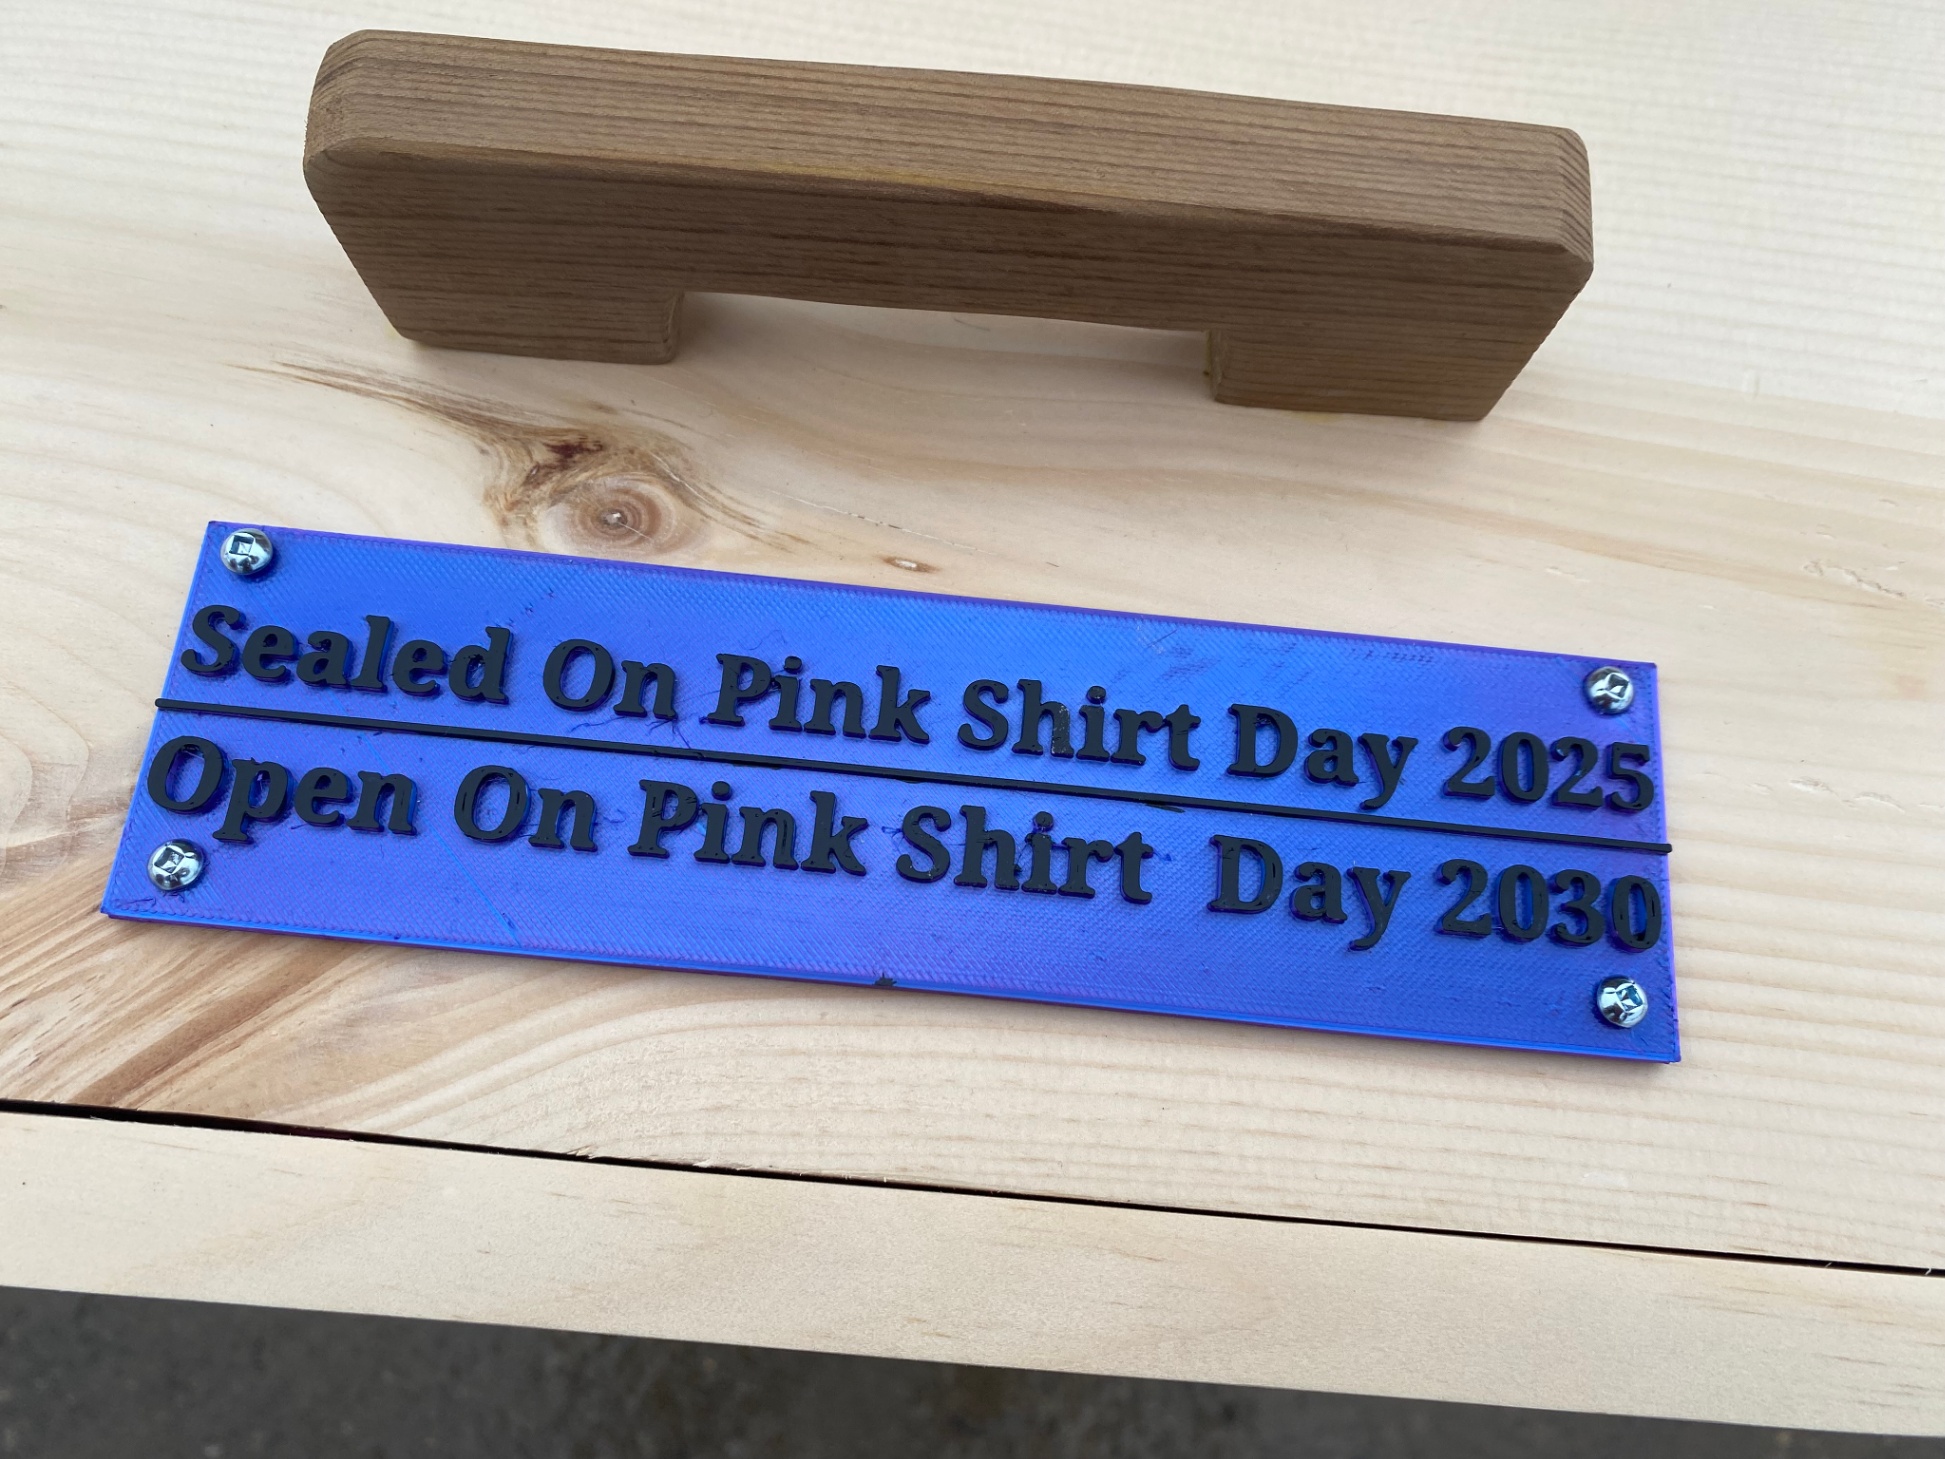 Sealed On Pink Shirt Day 2025
Open On Pink Shirt Day 2030